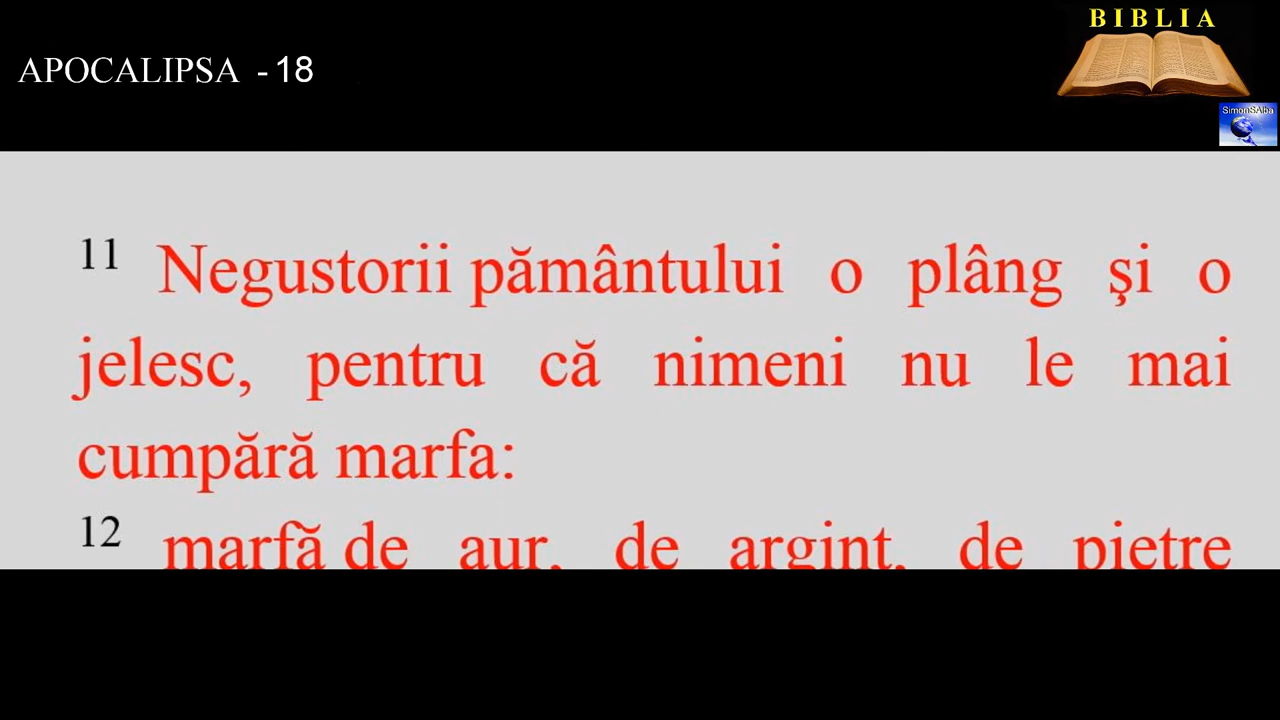 BIBLIA
APOCALIPSA - 18
SimonSAlba
11 Negustorii pământului o plâng şi o
jelesc, pentru că nimeni nu le mai
cumpără marfa:
12 marfă de aur, de argint, de pietre